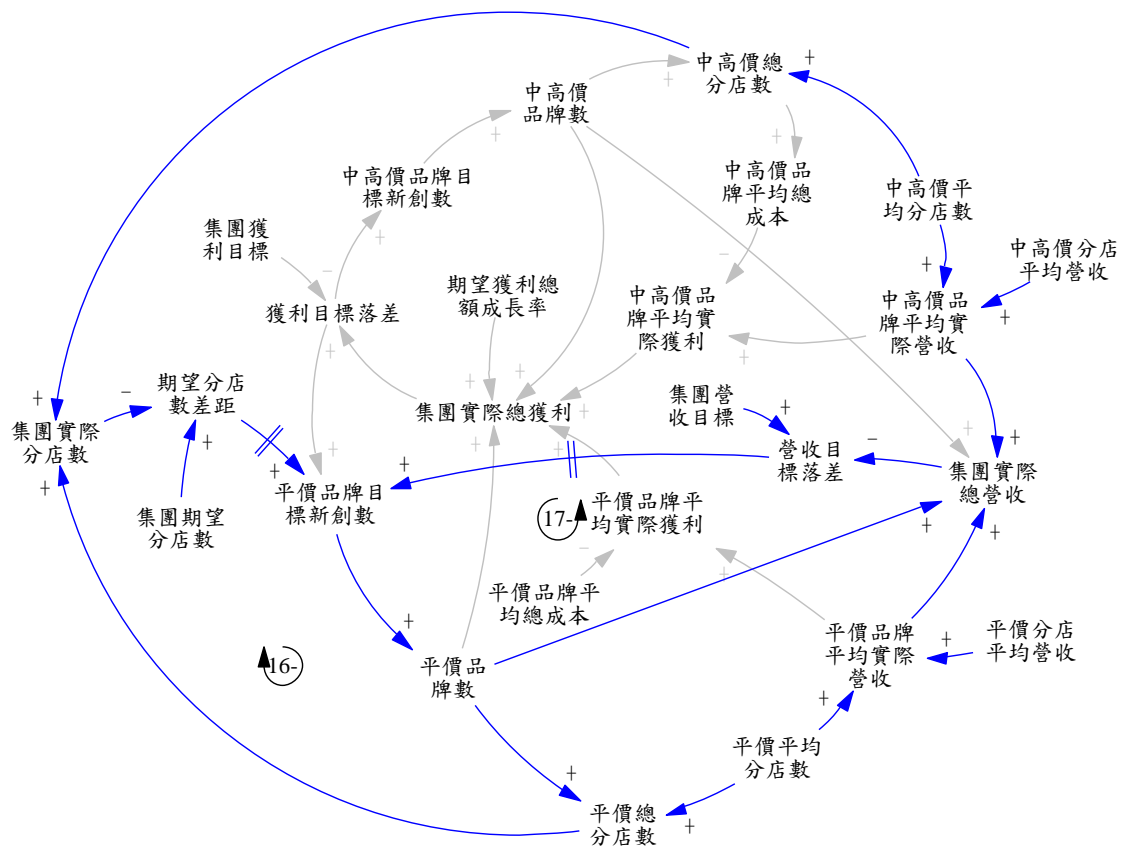 中高價總
分店數
+
中高價
品牌數
+
+
+
中高價品牌目
標新創數
中高價品
牌平均總
成本
中高價平
均分店數
集團獲
利目標
+
中高價分店
平均營收
-
-
+
期望獲利總
額成長率
中高價品
牌平均實
際獲利
中高價品
牌平均實
際營收
+
獲利目標落差
+
+
期望分店
數差距
-
+
+
集團營
收目標
+
+
集團實際總獲利
+
集團實際
分店數
+
+
+
+
+
營收目
標落差
-
+
+
集團實際
總營收
+
+
平價品牌目
標新創數
+
集團期望
分店數
17-
平價品牌平
均實際獲利
+
+
-
平價品牌平
均總成本
+
+
平價品牌
平均實際
營收
+
平價分店
平均營收
16-
平價品
牌數
+
平價平均
分店數
+
平價總
分店數
+